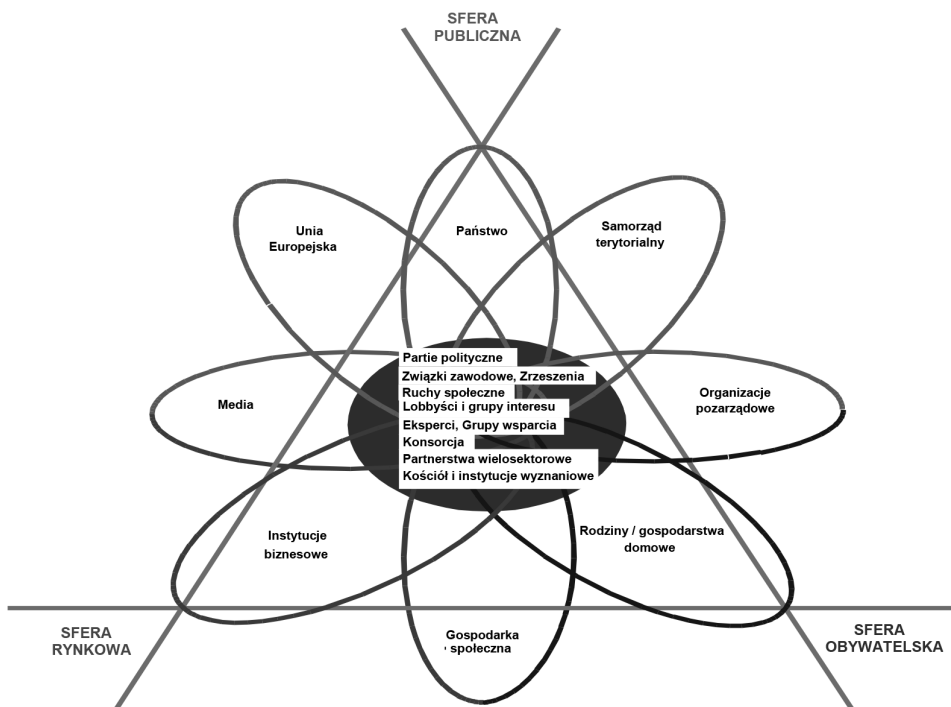 SFERA
PUBLICZNA
Unia
Europejska
Państwo
Samorząd
terytorialny
Media
Organizacje
pozarządowe
Partie polityczne
Związki zawodowe, Zrzeszenia
Ruchy społeczne
Lobbyści i grupy interesu
Eksperci, Grupy wsparcia
Konsorcja
Partnerstwa wielosektorowe
Kościół i instytucje wyznaniowe
Instytucje
biznesowe
Rodziny / gospodarstwa
domowe
Gospodarka
społeczna
SFERA
RYNKOWA
SFERA
OBYWATELSKA